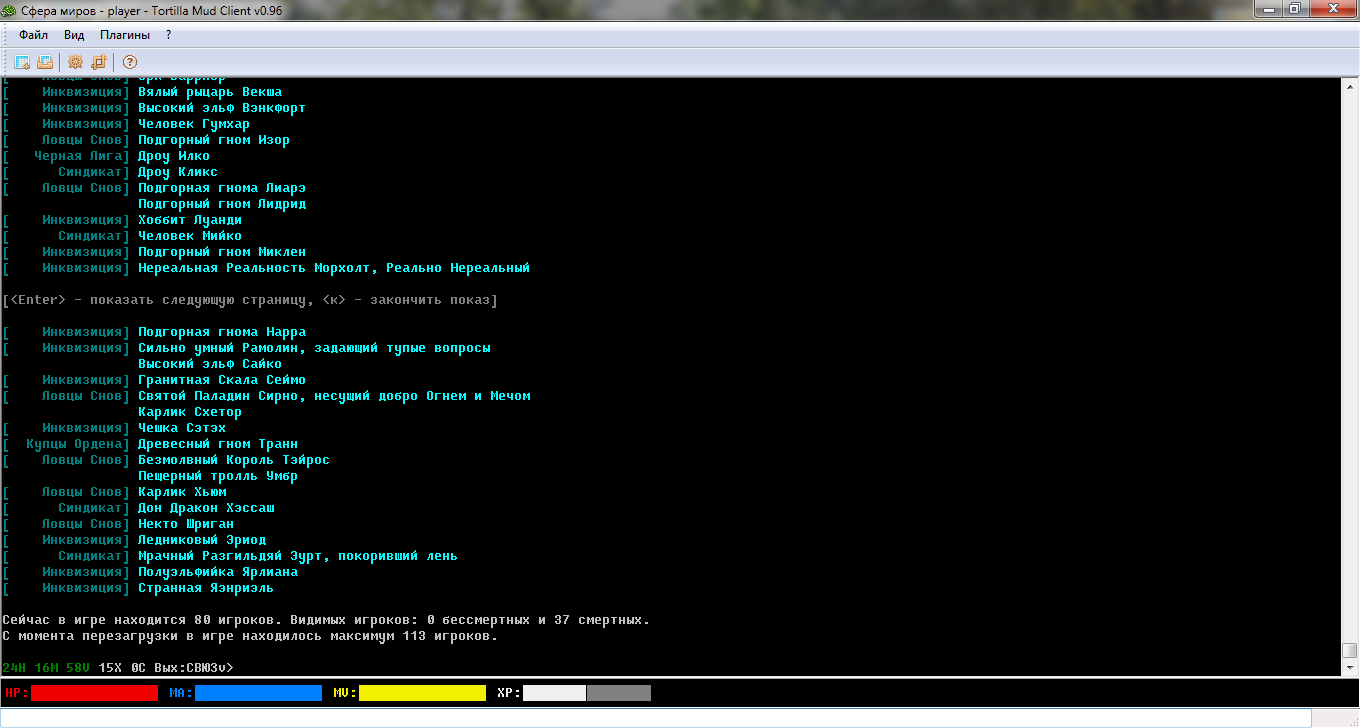 Сфера миров - player - Tortilla Mud Client v0.96
Файл Вид Плагины ?
[ Ловцы Снов]
[ Инквизиция] Вялый рыцарь Векша
[ Инквизиция] Высокий эльф Вэнкфорт
[ Инквизиция] Человек Гумхар
[ Ловцы Снов] Подгорный гном Изор
[ Черная Лига] Дроу Илко
[ Синдикат] Дроу Кликс
[ Ловцы Снов] Подгорная гнома Лиарэ
Подгорный гном Лидрид
[ Инквизиция] Хоббит Луанди
[ Синдикат] Человек Мийко
[ Инквизиция] Подгорный гном Миклен
[ Инквизиция] Нереальная Реальность Морхолт, Реально Нереальный
[<Enter> - показать следующую страницу, <к> - закончить показ]
[ Инквизиция] Подгорная гнома Нарра
[ Инквизиция] Сильно умный Рамолин, задающий тупые вопросы
Высокий эльф Сайко
[ Инквизиция] Гранитная Скала Сеймо
[ Ловцы Снов] Святой Паладин Сирно, несущий добро Огнем и Мечом
Карлик Схетор
[ Инквизиция] Чешка Сэтэх
[ Купцы Ордена] Древесный гном Транн
[ Ловцы Снов] Безмолвный Король Тэйрос
Пещерный тролль Умбр
[ Ловцы Снов] Карлик Хьюм
[ Синдикат] Дон Дракон Хэссаш
[ Ловцы Снов] Некто Шриган
[ Инквизиция] Ледниковый Эриод
[ Синдикат] Мрачный Разгильдяй Эурт, покоривший лень
[ Инквизиция] Полуэльфийка Ярлиана
[ Инквизиция] Странная Яэнриэль
Сейчас в игре находится 80 игроков. Видимых игроков: 0 бессмертных и 37 смертных.
С момента перезагрузки в игре находилось максимум 113 игроков.
24H 16M 58V 15X 0C Вых:СВЮЗv>
HP: MA: MV: XP: